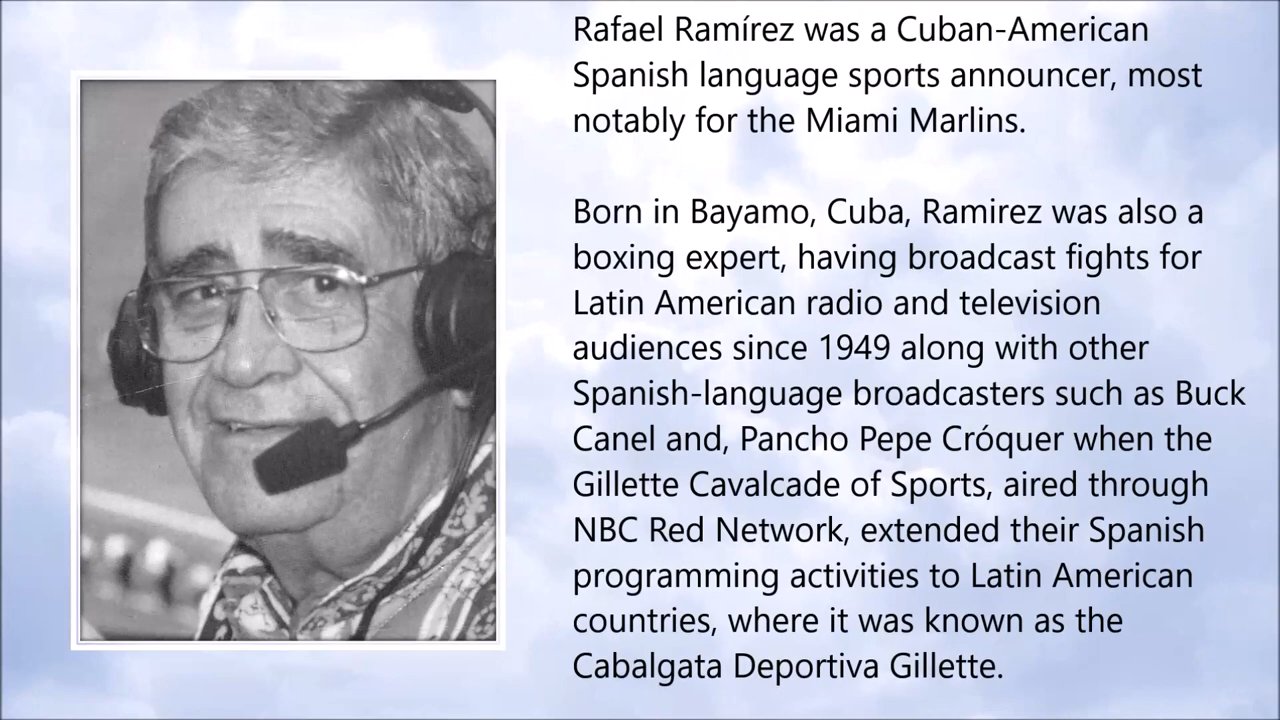 Rafael Ramírez was a Cuban-American
Spanish language sports announcer, most
notably for the Miami Marlins.
Born in Bayamo, Cuba, Ramirez was also a
boxing expert, having broadcast fights for
Latin American radio and television
audiences since 1949 along with other
Spanish-language broadcasters such as Buck
Canel and, Pancho Pepe Cróquer when the
Gillette Cavalcade of Sports, aired through
NBC Red Network, extended their Spanish
programming activities to Latin American
countries, where it was known as the
Cabalgata Deportiva Gillette.